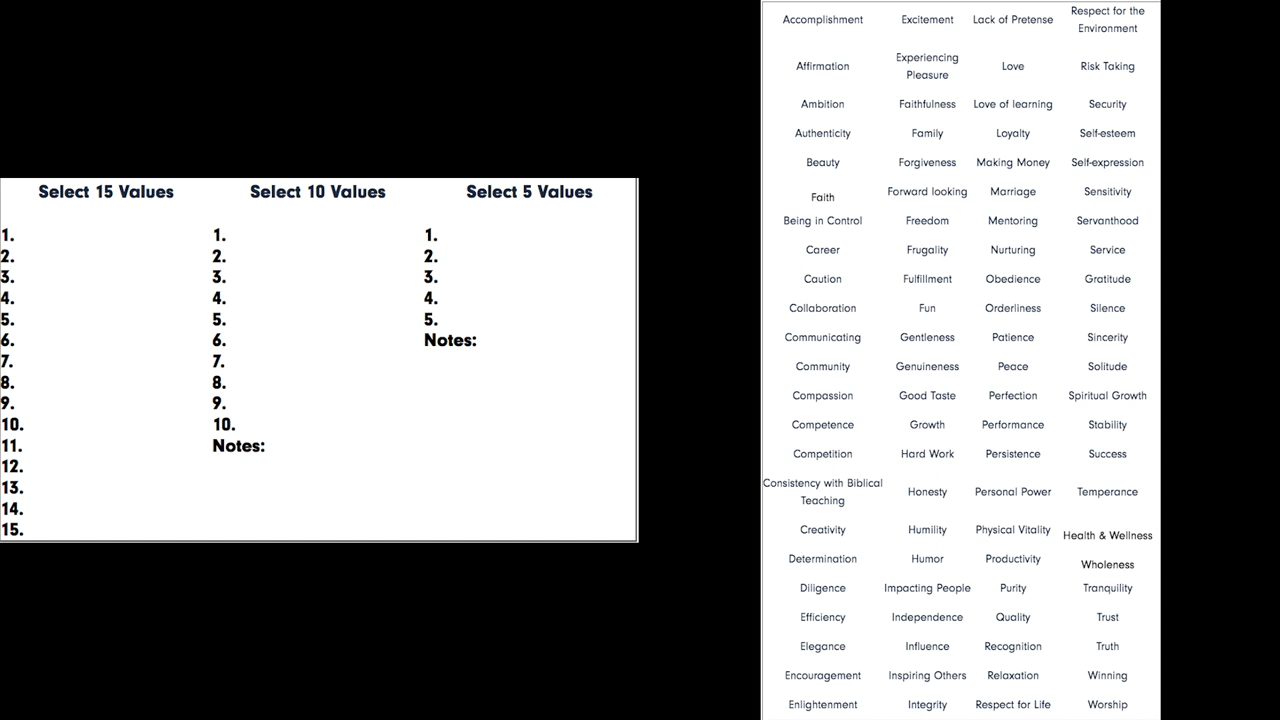 Select 15 Values Select 10 Values Select 5 Values
1. 1. 1.
2. 2. 2.
3. 3. 3.
4. 4. 4.
5. 5. 5.
6. 6. Notes:
7. 7.
8. 8.
9. 9.
10. 10.
11. Notes:
12.
13.
14.
15.
Accomplishment Excitement Lack of Pretense Respect for the
Environment
Affirmation Experiencing
Pleasure Love Risk Taking
Ambition Faithfulness Love of learning Security
Authenticity Family Loyalty Self-esteem
Beauty Forgiveness Making Money Self-expression
Faith Forward looking Marriage Sensitivity
Being in Control Freedom Mentoring Servanthood
Career Frugality Nurturing Service
Caution Fulfillment Obedience Gratitude
Collaboration Fun Orderliness Silence
Communicating Gentleness Patience Sincerity
Community Genuineness Peace Solitude
Compassion Good Taste Perfection Spiritual Growth
Competence Growth Performance Stability
Competition Hard Work Persistence Success
Consistency with Biblical
Teaching Honesty Personal Power Temperance
Creativity Humility Physical Vitality Health & Wellness
Determination Humor Productivity Wholeness
Diligence Impacting People Purity Tranquility
Efficiency Independence Quality Trust
Elegance Influence Recognition Truth
Encouragement Inspiring Others Relaxation Winning
Enlightenment Integrity Respect for Life Worship